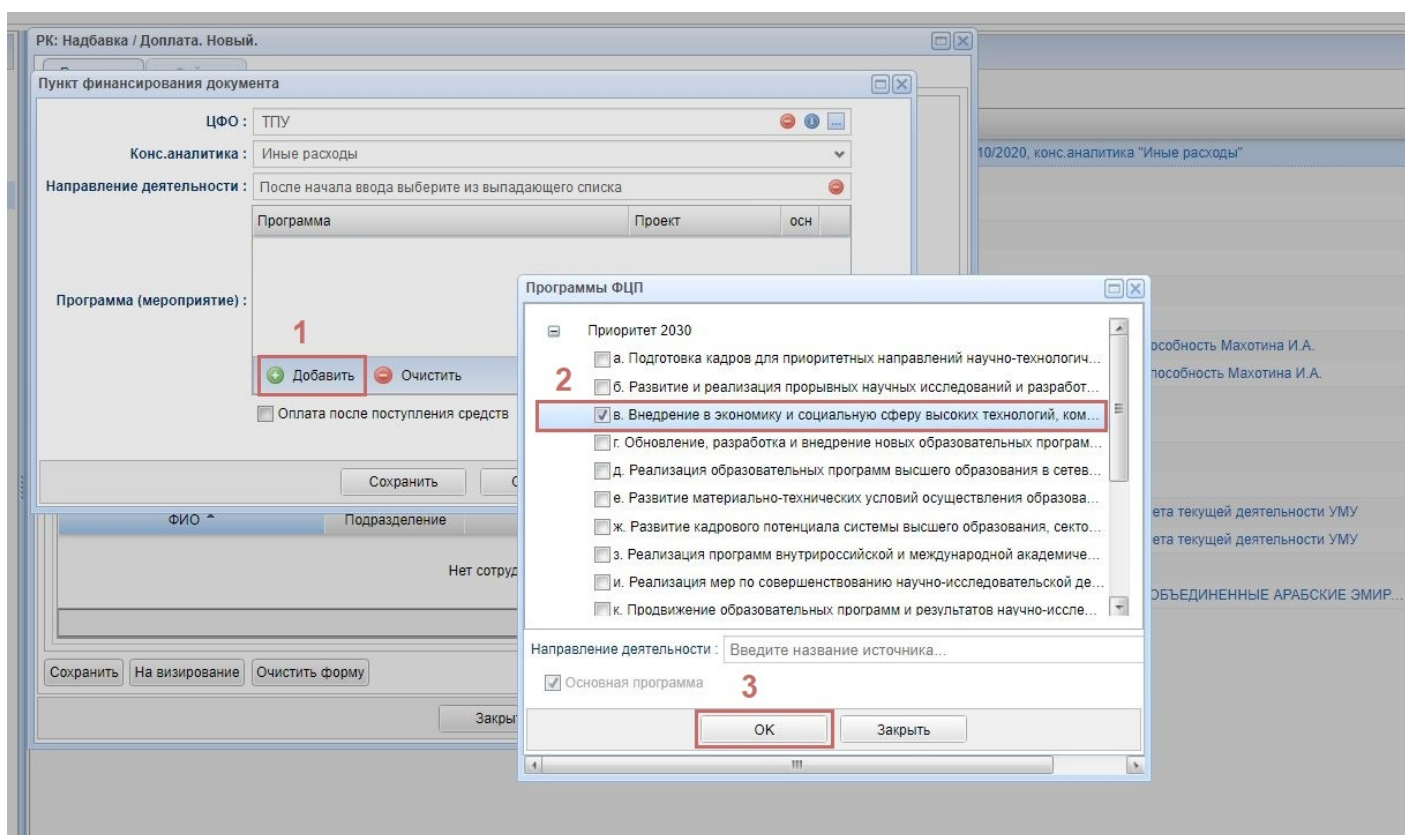 РК: Надбавка / Доплата. Новый.
Пункт финансирования документа
ЦФО : ТПУ
Конс.аналитика : Иные расходы
10/2020, конс.аналитика "Иные расходы"
Направление деятельности : После начала ввода выберите из выпадающего списка
Программа Проект осн
Программа (мероприятие) :
1
Добавить Очистить
Оплата после поступления средств
Сохранить
Программы ФЦП
Приоритет 2030
а. Подготовка кадров для приоритетных направлений научно-технологич...
2
б. Развитие и реализация прорывных научных исследований и разработ...
в. Внедрение в экономику и социальную сферу высоких технологий, ком...
г. Обновление, разработка и внедрение новых образовательных програм...
д. Реализация образовательных программ высшего образования в сетев...
е. Развитие материально-технических условий осуществления образова...
ж. Развитие кадрового потенциала системы высшего образования, секто...
з. Реализация программ внутрироссийской и международной академиче...
и. Реализация мер по совершенствованию научно-исследовательской де...
к. Продвижение образовательных программ и результатов научно-иссле...
Направление деятельности : Введите название источника...
Основная программа
3
OK Закрыть
особность Махотина И.А.
пособность Махотина И.А.
ета текущей деятельности УМУ
ета текущей деятельности УМУ
ОБЪЕДИНЕННЫЕ АРАБСКИЕ ЭМИР...
ФИО Подразделение
Нет сотруд
Сохранить На визирование Очистить форму
Закры